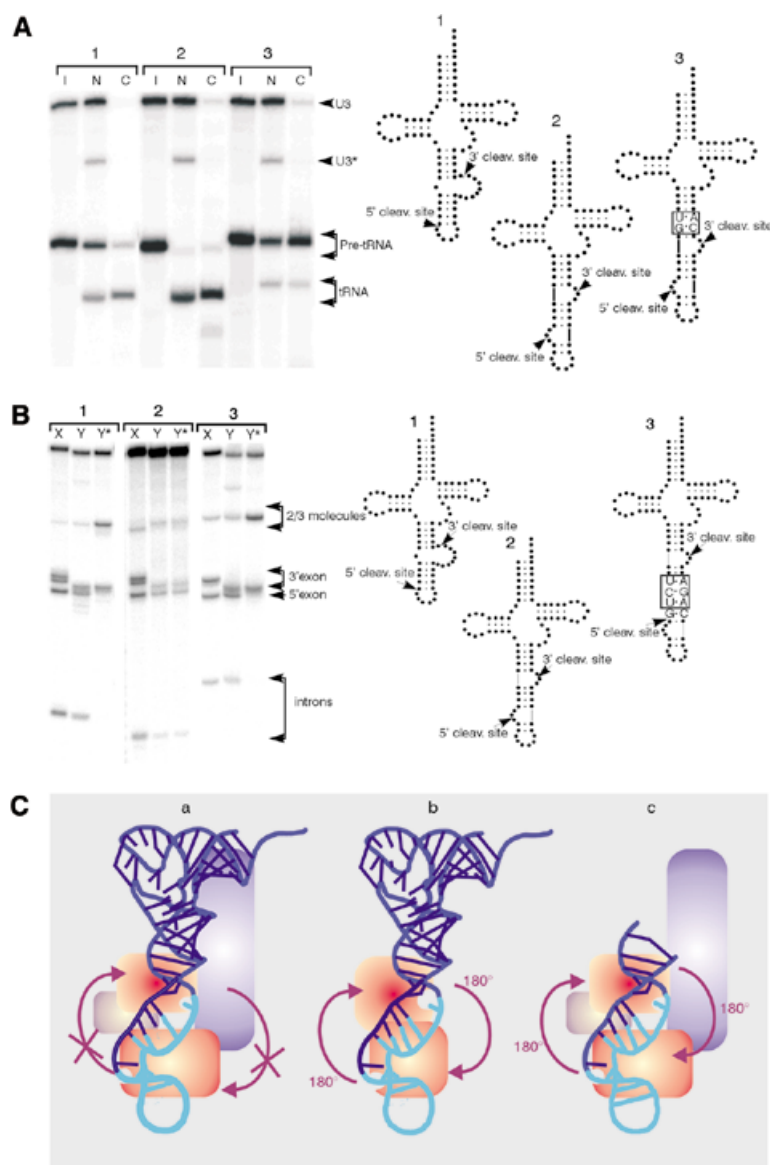 A
1 2 3
I N C I N C I N C
U3
U3*
Pre-tRNA
tRNA
1
3' cleav. site
5' cleav. site
2
3' cleav. site
5' cleav. site
3
U A
G C
3' cleav. site
5' cleav. site
B
1 2 3
X Y Y* X Y Y* X Y Y*
2/3 molecules
3'exon
5'exon
introns
1
3' cleav. site
5' cleav. site
2
3' cleav. site
5' cleav. site
3
3' cleav. site
U A
C G
U A
G C
5' cleav. site
C
a b c
180°
180°
180°
180°